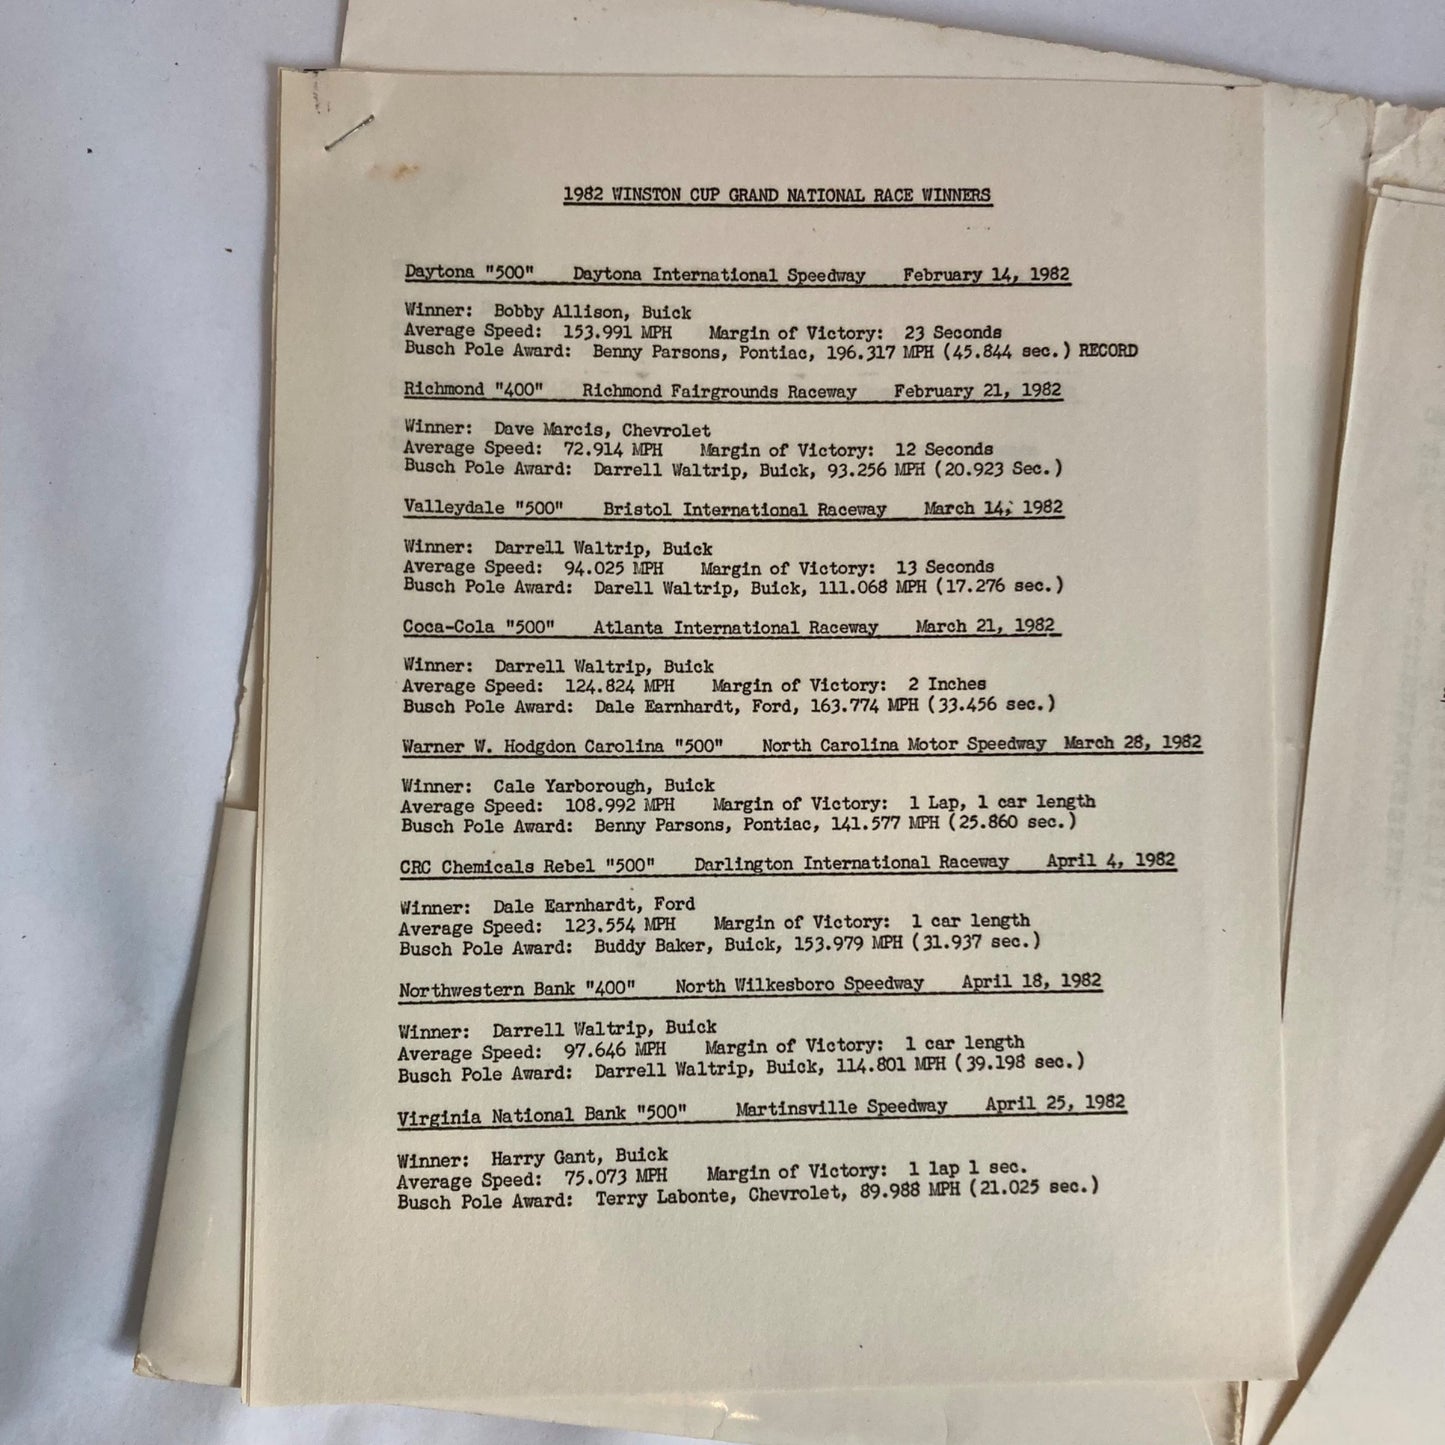 1982 WINSTON CUP GRAND NATIONAL RACE WINNERS
Daytona "500" Daytona International Speedway February 14, 1982
Winner: Bobby Allison, Buick
Average Speed: 153.991 MPH Margin of Victory: 23 Seconds
Busch Pole Award: Benny Parsons, Pontiac, 196.317 MPH (45.844 sec.) RECORD
Richmond "400" Richmond Fairgrounds Raceway February 21, 1982
Winner: Dave Marcis, Chevrolet
Average Speed: 72.914 MPH Margin of Victory: 12 Seconds
Busch Pole Award: Darrell Waltrip, Buick, 93.256 MPH (20.923 Sec.)
Valleydale "500" Bristol International Raceway March 14, 1982
Winner: Darrell Waltrip, Buick
Average Speed: 94.025 MPH Margin of Victory: 13 Seconds
Busch Pole Award: Darell Waltrip, Buick, 111.068 MPH (17.276 sec.)
Coca-Cola "500" Atlanta International Raceway March 21, 1982
Winner: Darrell Waltrip, Buick
Average Speed: 124.824 MPH Margin of Victory: 2 Inches
Busch Pole Award: Dale Earnhardt, Ford, 163.774 MPH (33.456 sec.)
Warner W. Hodgdon Carolina "500" North Carolina Motor Speedway March 28, 1982
Winner: Cale Yarborough, Buick
Average Speed: 108.992 MPH Margin of Victory: 1 Lap, 1 car length
Busch Pole Award: Benny Parsons, Pontiac, 141.577 MPH (25.860 sec.)
CRC Chemicals Rebel "500" Darlington International Raceway April 4, 1982
Winner: Dale Earnhardt, Ford
Average Speed: 123.554 MPH Margin of Victory: 1 car length
Busch Pole Award: Buddy Baker, Buick, 153.979 MPH (31.937 sec.)
Northwestern Bank "400" North Wilkesboro Speedway April 18, 1982
Winner: Darrell Waltrip, Buick
Average Speed: 97.646 MPH Margin of Victory: 1 car length
Busch Pole Award: Darrell Waltrip, Buick, 114.801 MPH (39.198 sec.)
Virginia National Bank "500" Martinsville Speedway April 25, 1982
Winner: Harry Gant, Buick
Average Speed: 75.073 MPH Margin of Victory: 1 lap 1 sec.
Busch Pole Award: Terry Labonte, Chevrolet, 89.988 MPH (21.025 sec.)